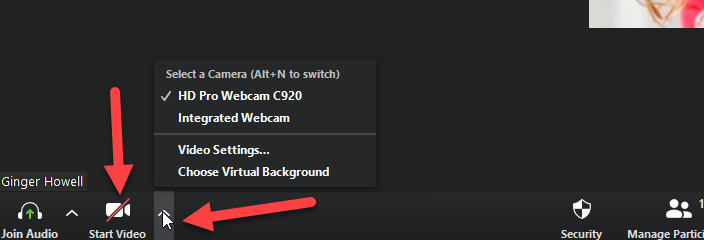 Select a Camera (Alt+N to switch)
HD Pro Webcam C920
Integrated Webcam
Video Settings...
Choose Virtual Background
Ginger Howell
1
Join Audio
Start Video
Security
Manage Partici